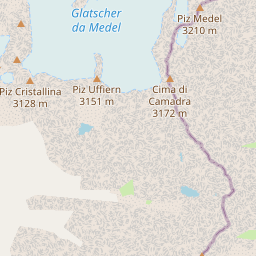 Glatscher
da Medel
Piz Medel
3210 m
Piz Cristallina
3128 m
Piz Uffiern
3151 m
Cima di
Camadra
3172 m